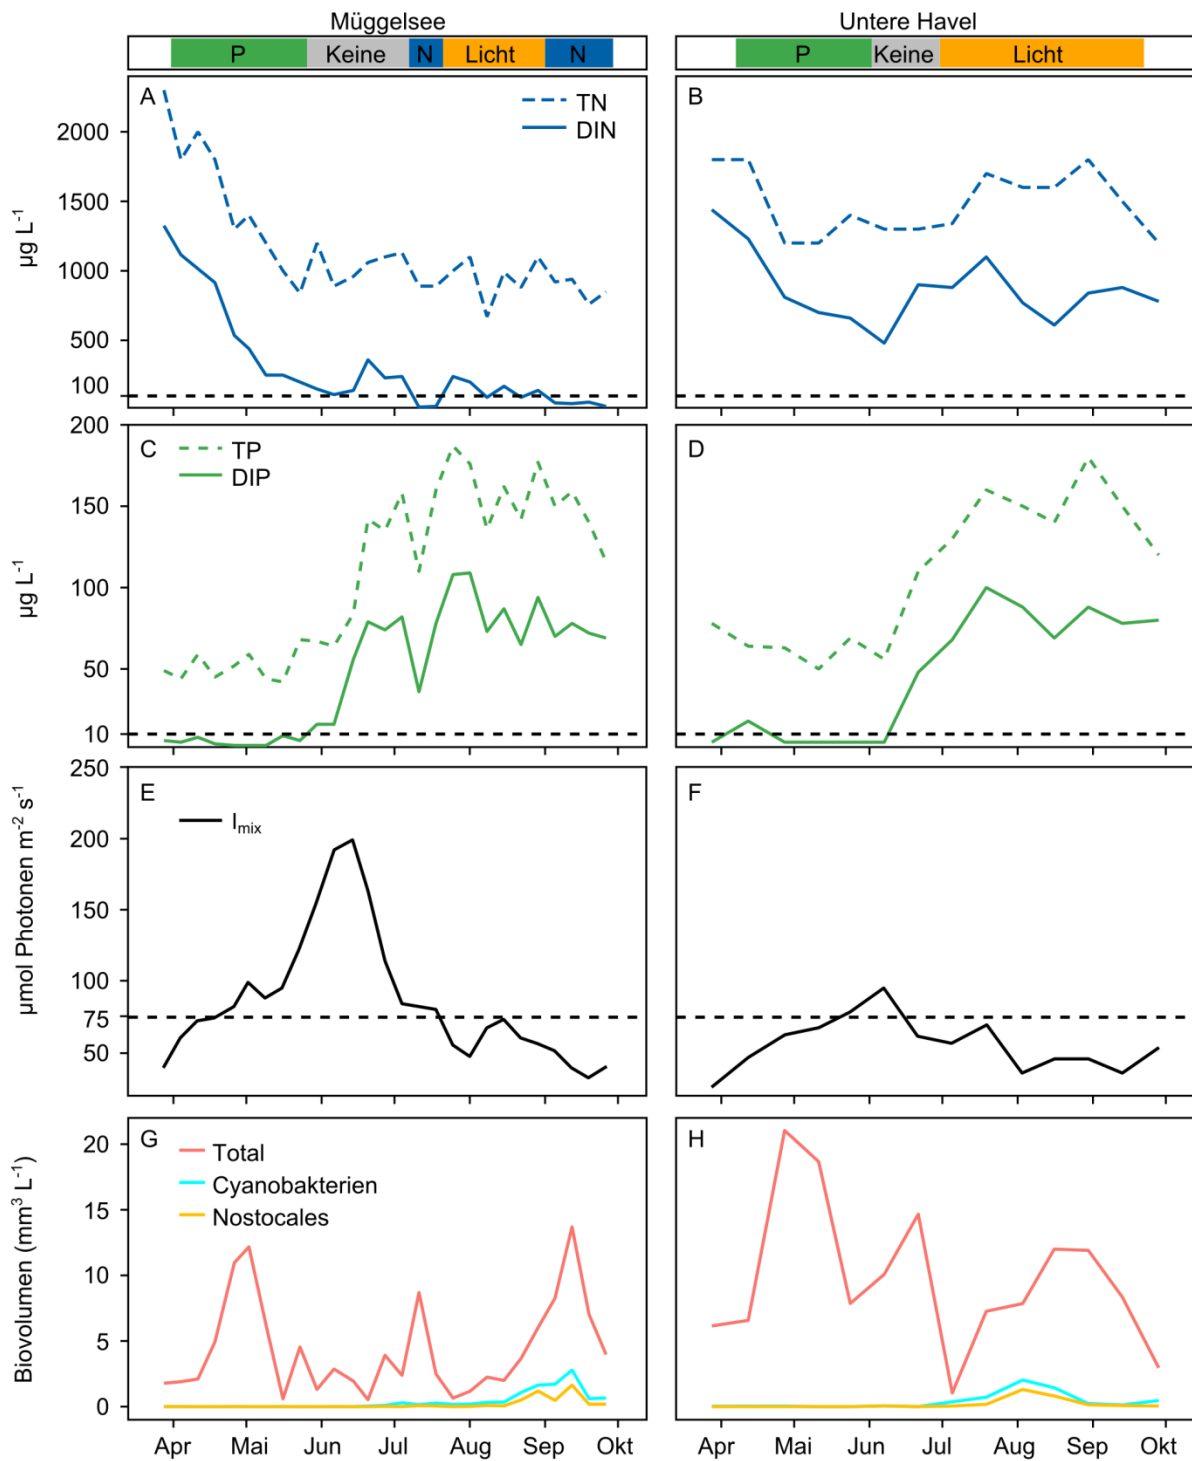 Müggelsee
Untere Havel
P Keine N Licht N
P Keine Licht
A
TN
DIN
B
2000
1500
1000
500
100
µg L⁻¹
C
TP
DIP
D
200
150
100
50
10
µg L⁻¹
E
Imix
F
250
200
150
100
75
50
µmol Photonen m⁻² s⁻¹
G
Total
Cyanobakterien
Nostocales
H
20
15
10
5
0
Biovolumen (mm³ L⁻¹)
Apr Mai Jun Jul Aug Sep Okt
Apr Mai Jun Jul Aug Sep Okt